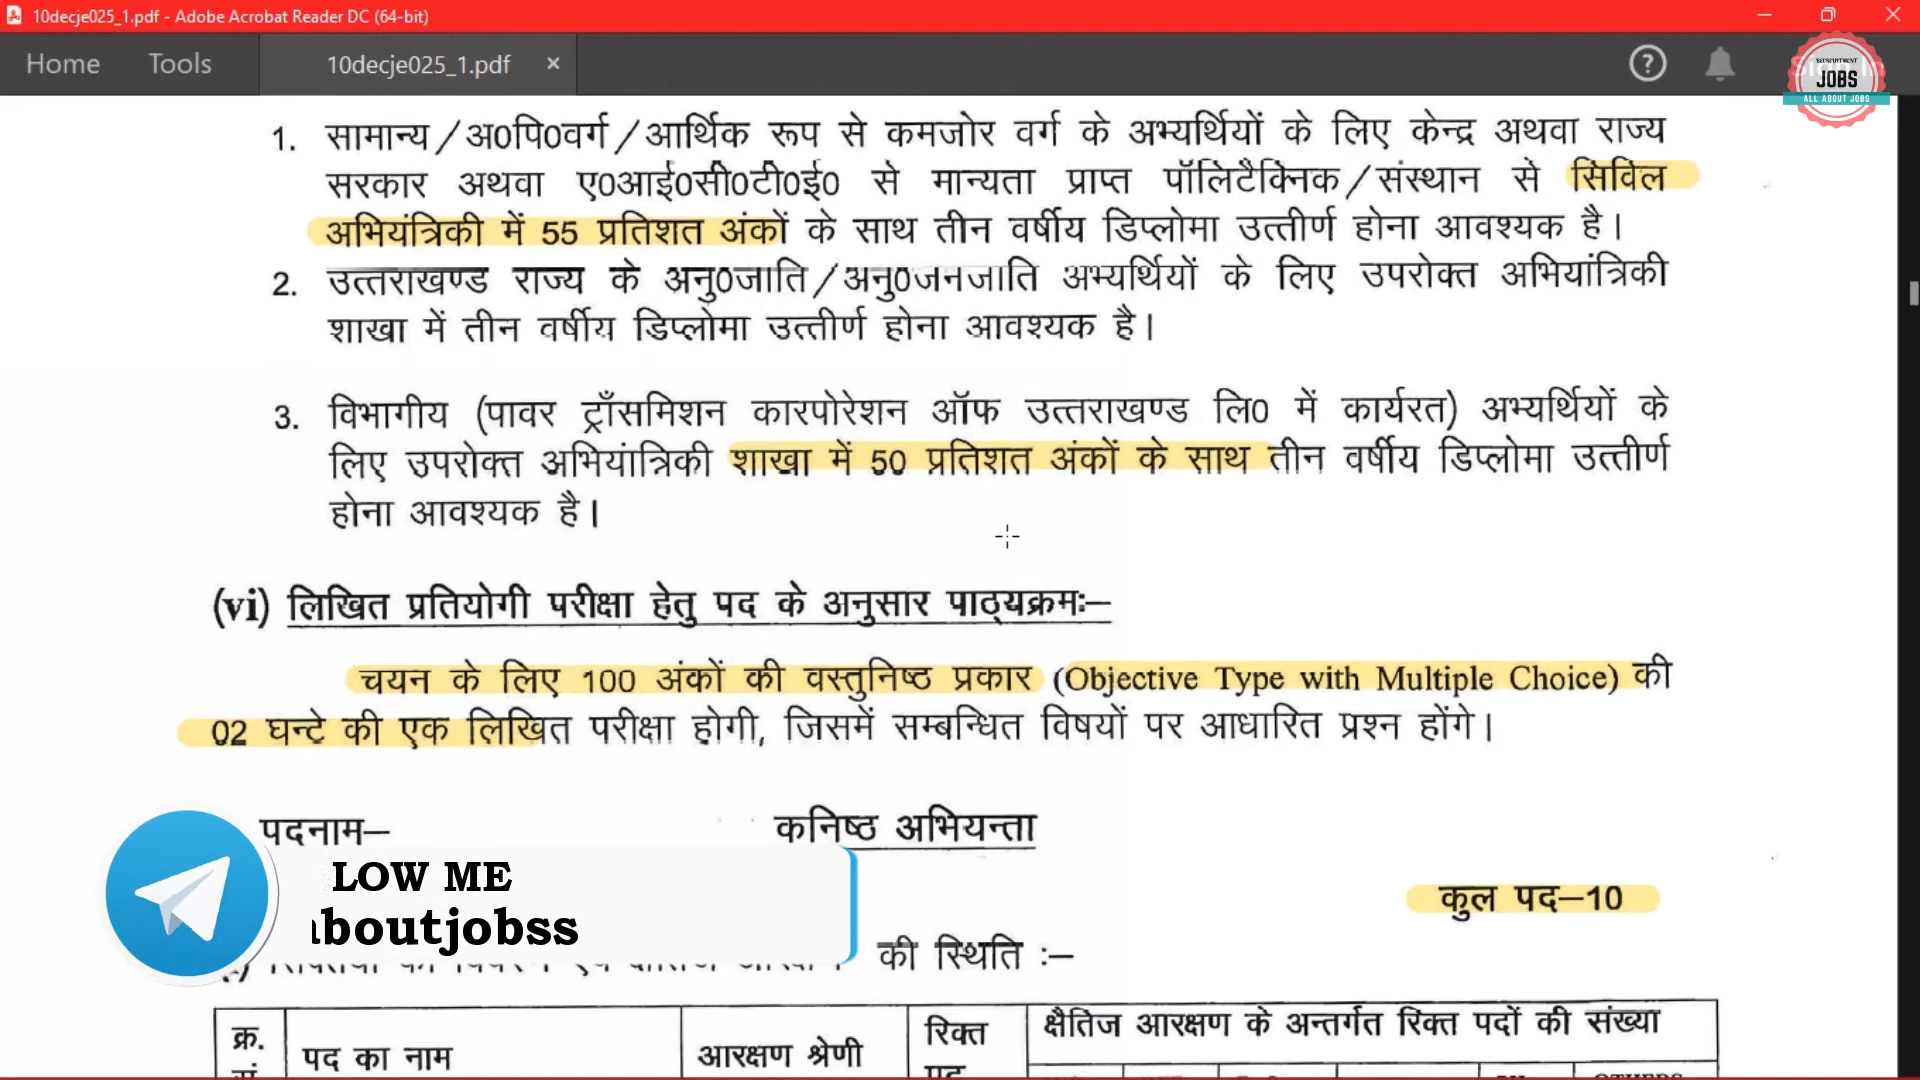 10decje025_1.pdf - Adobe Acrobat Reader DC (64-bit)
Home Tools 10decje025_1.pdf
RECRUITMENT
JOBS
ALL ABOUT JOBS
1. सामान्य/अ0पि0वर्ग/आर्थिक रूप से कमजोर वर्ग के अभ्यर्थियों के लिए केन्द्र अथवा राज्य
सरकार अथवा ए0आई0सी0टी0ई0 से मान्यता प्राप्त पॉलिटैक्निक/संस्थान से सिविल
अभियांत्रिकी में 55 प्रतिशत अंकों के साथ तीन वर्षीय डिप्लोमा उत्तीर्ण होना आवश्यक है।
2. उत्तराखण्ड राज्य के अनु0जाति/अनु0जनजाति अभ्यर्थियों के लिए उपरोक्त अभियांत्रिकी
शाखा में तीन वर्षीय डिप्लोमा उत्तीर्ण होना आवश्यक है।
3. विभागीय (पावर ट्राँसमिशन कारपोरेशन ऑफ उत्तराखण्ड लि0 में कार्यरत) अभ्यर्थियों के
लिए उपरोक्त अभियांत्रिकी शाखा में 50 प्रतिशत अंकों के साथ तीन वर्षीय डिप्लोमा उत्तीर्ण
होना आवश्यक है।
(vi) लिखित प्रतियोगी परीक्षा हेतु पद के अनुसार पाठ्यक्रमः–
चयन के लिए 100 अंकों की वस्तुनिष्ठ प्रकार (Objective Type with Multiple Choice) की
02 घन्टे की एक लिखित परीक्षा होगी, जिसमें सम्बन्धित विषयों पर आधारित प्रश्न होंगे।
पदनाम– कनिष्ठ अभियन्ता
LOW ME
boutjobss
कुल पद–10
की स्थिति :–
क्र. पद का नाम आरक्षण श्रेणी रिक्त क्षैतिज आरक्षण के अन्तर्गत रिक्त पदों की संख्या